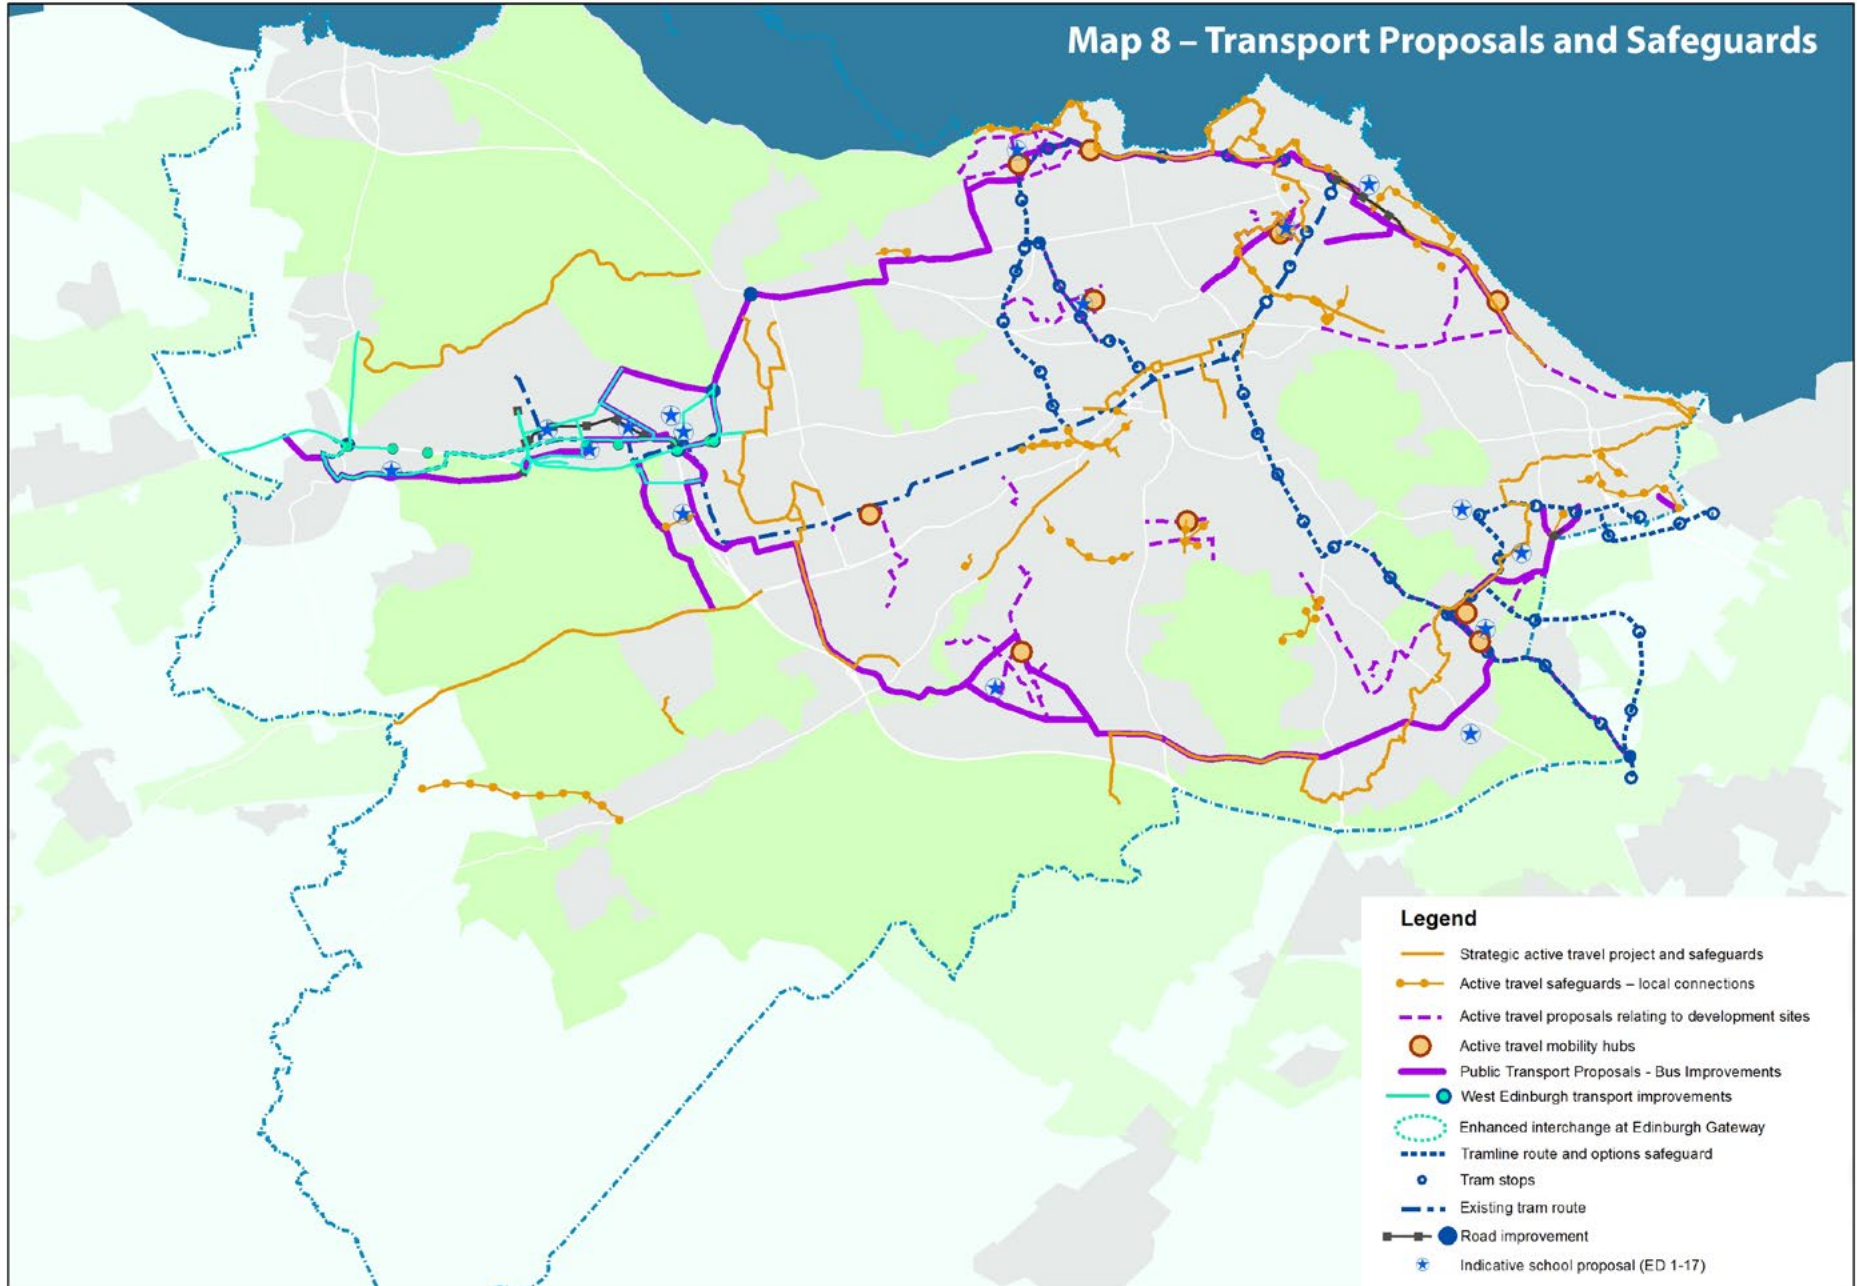 Map 8 – Transport Proposals and Safeguards
Legend
Strategic active travel project and safeguards
Active travel safeguards – local connections
Active travel proposals relating to development sites
Active travel mobility hubs
Public Transport Proposals - Bus Improvements
West Edinburgh transport improvements
Enhanced interchange at Edinburgh Gateway
Tramline route and options safeguard
Tram stops
Existing tram route
Road improvement
Indicative school proposal (ED 1-17)